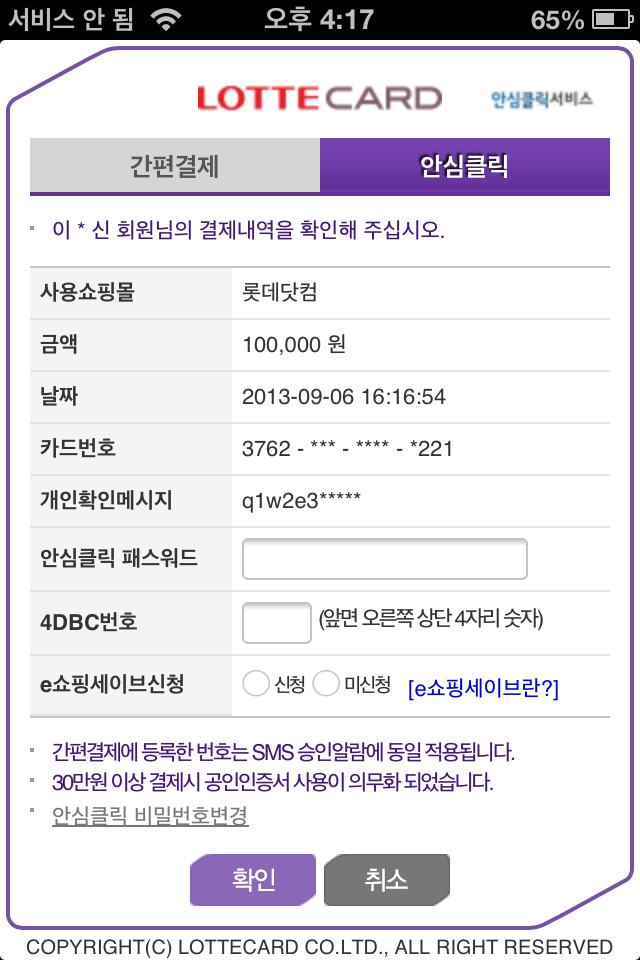 서비스 안 됨 오후 4:17 65%
LOTTE CARD 안심클릭서비스
간편결제 안심클릭
이 * 신 회원님의 결제내역을 확인해 주십시오.
사용쇼핑몰 롯데닷컴
금액 100,000 원
날짜 2013-09-06 16:16:54
카드번호 3762 - *** - **** - *221
개인확인메시지 q1w2e3*****
안심클릭 패스워드
4DBC번호 (앞면 오른쪽 상단 4자리 숫자)
e쇼핑세이브신청 신청 미신청 [e쇼핑세이브란?]
간편결제에 등록한 번호는 SMS 승인알람에 동일 적용됩니다.
30만원 이상 결제시 공인인증서 사용이 의무화 되었습니다.
안심클릭 비밀번호변경
확인 취소
COPYRIGHT(C) LOTTECARD CO.LTD., ALL RIGHT RESERVED